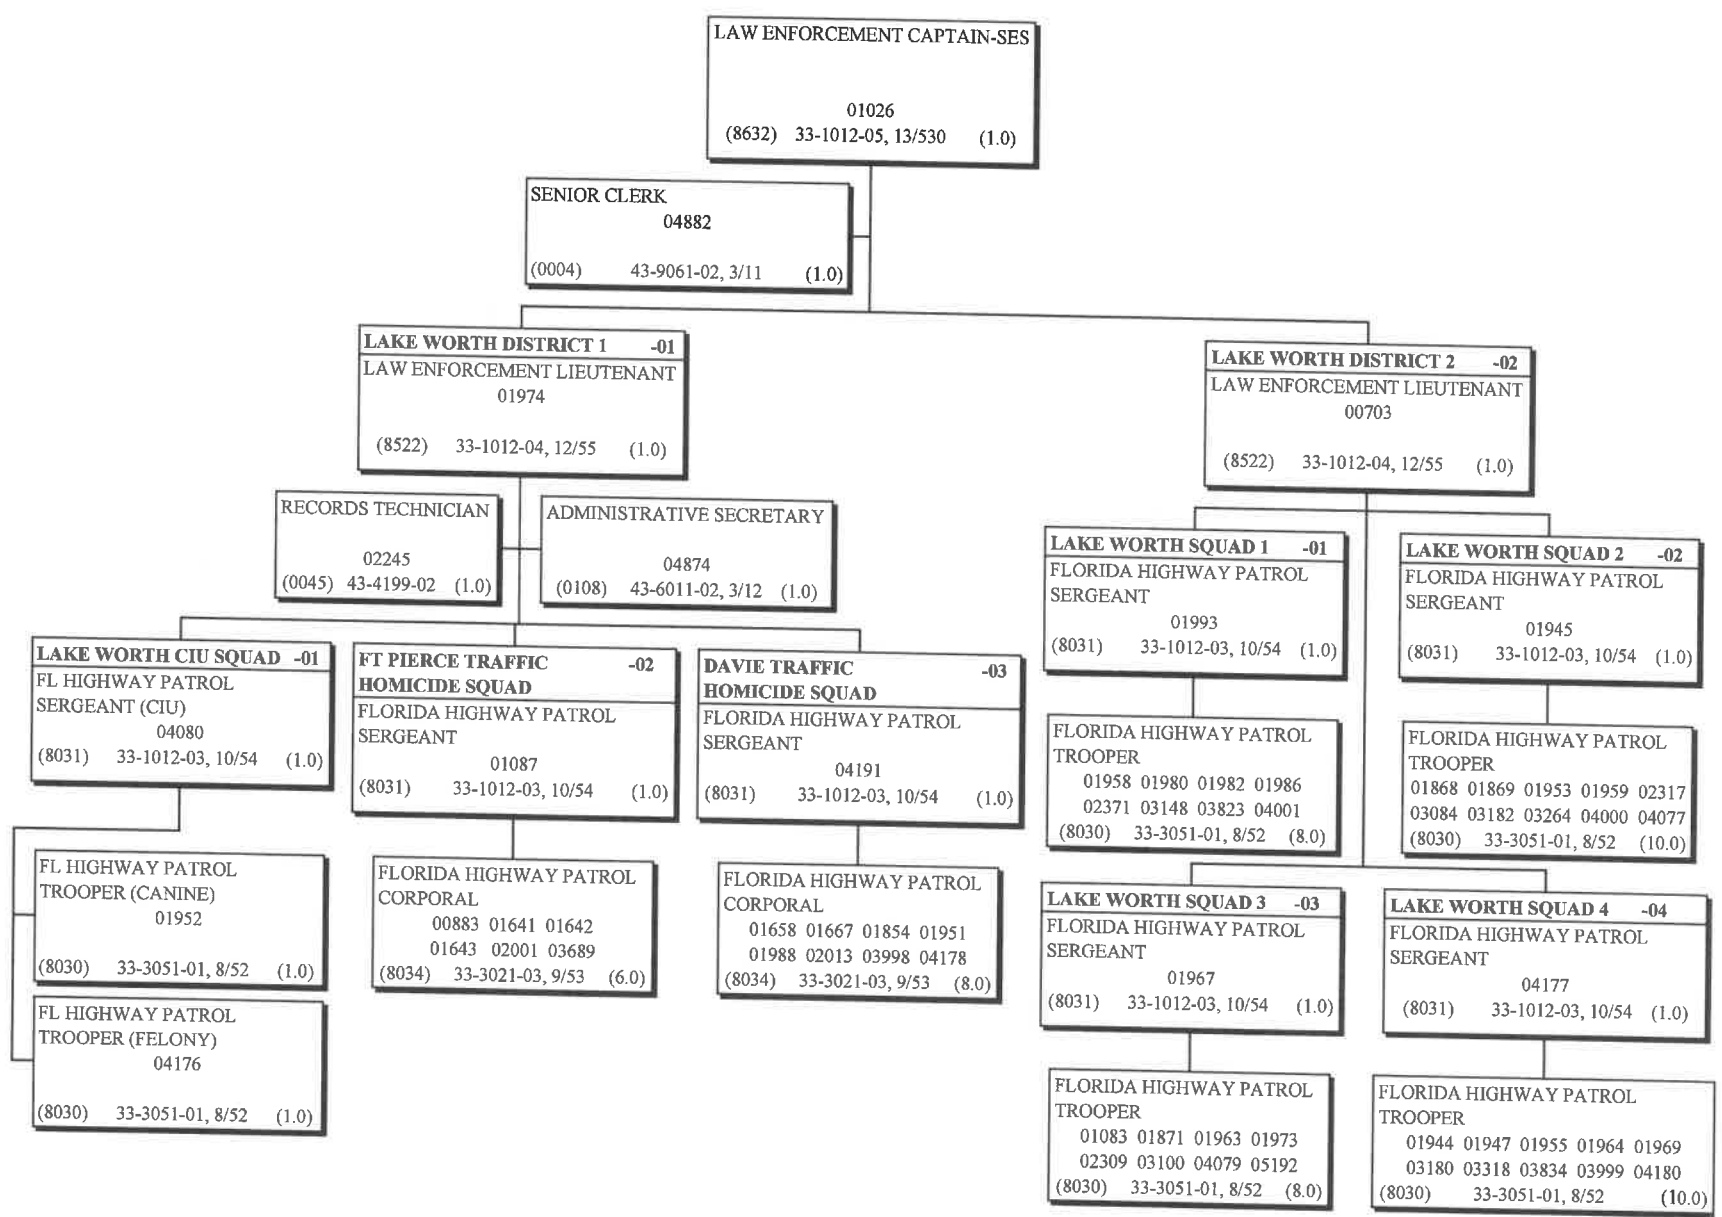 LAW ENFORCEMENT CAPTAIN-SES
01026
(8632) 33-1012-05, 13/530 (1.0)
SENIOR CLERK
04882
(0004) 43-9061-02, 3/11 (1.0)
LAKE WORTH DISTRICT 1 -01
LAW ENFORCEMENT LIEUTENANT
01974
(8522) 33-1012-04, 12/55 (1.0)
LAKE WORTH DISTRICT 2 -02
LAW ENFORCEMENT LIEUTENANT
00703
(8522) 33-1012-04, 12/55 (1.0)
RECORDS TECHNICIAN
02245
(0045) 43-4199-02 (1.0)
ADMINISTRATIVE SECRETARY
04874
(0108) 43-6011-02, 3/12 (1.0)
LAKE WORTH CIU SQUAD -01
FL HIGHWAY PATROL
SERGEANT (CIU)
04080
(8031) 33-1012-03, 10/54 (1.0)
FL HIGHWAY PATROL
TROOPER (CANINE)
01952
(8030) 33-3051-01, 8/52 (1.0)
FL HIGHWAY PATROL
TROOPER (FELONY)
04176
(8030) 33-3051-01, 8/52 (1.0)
FT PIERCE TRAFFIC -02
HOMICIDE SQUAD
FLORIDA HIGHWAY PATROL
SERGEANT
01087
(8031) 33-1012-03, 10/54 (1.0)
FLORIDA HIGHWAY PATROL
CORPORAL
00883 01641 01642
01643 02001 03689
(8034) 33-3021-03, 9/53 (6.0)
DAVIE TRAFFIC -03
HOMICIDE SQUAD
FLORIDA HIGHWAY PATROL
SERGEANT
04191
(8031) 33-1012-03, 10/54 (1.0)
FLORIDA HIGHWAY PATROL
CORPORAL
01658 01667 01854 01951
01988 02013 03998 04178
(8034) 33-3021-03, 9/53 (8.0)
LAKE WORTH SQUAD 1 -01
FLORIDA HIGHWAY PATROL
SERGEANT
01993
(8031) 33-1012-03, 10/54 (1.0)
FLORIDA HIGHWAY PATROL
TROOPER
01958 01980 01982 01986
02371 03148 03823 04001
(8030) 33-3051-01, 8/52 (8.0)
LAKE WORTH SQUAD 2 -02
FLORIDA HIGHWAY PATROL
SERGEANT
01945
(8031) 33-1012-03, 10/54 (1.0)
FLORIDA HIGHWAY PATROL
TROOPER
01868 01869 01953 01959 02317
03084 03182 03264 04000 04077
(8030) 33-3051-01, 8/52 (10.0)
LAKE WORTH SQUAD 3 -03
FLORIDA HIGHWAY PATROL
SERGEANT
01967
(8031) 33-1012-03, 10/54 (1.0)
FLORIDA HIGHWAY PATROL
TROOPER
01083 01871 01963 01973
02309 03100 04079 05192
(8030) 33-3051-01, 8/52 (8.0)
LAKE WORTH SQUAD 4 -04
FLORIDA HIGHWAY PATROL
SERGEANT
04177
(8031) 33-1012-03, 10/54 (1.0)
FLORIDA HIGHWAY PATROL
TROOPER
01944 01947 01955 01964 01969
03180 03318 03834 03999 04180
(8030) 33-3051-01, 8/52 (10.0)